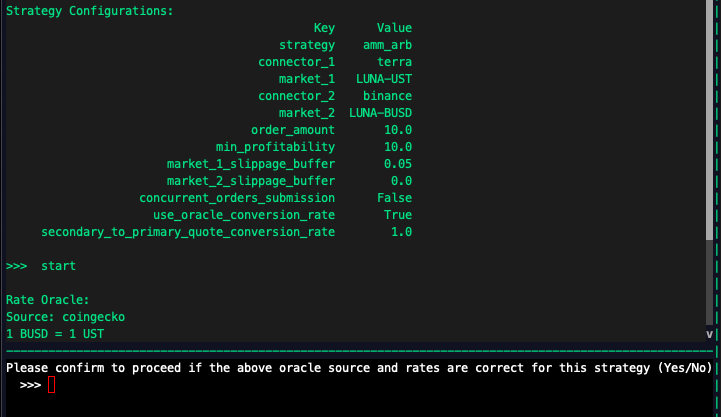 Strategy Configurations:
Key Value
strategy amm_arb
connector_1 terra
market_1 LUNA-UST
connector_2 binance
market_2 LUNA-BUSD
order_amount 10.0
min_profitability 10.0
market_1_slippage_buffer 0.05
market_2_slippage_buffer 0.0
concurrent_orders_submission False
use_oracle_conversion_rate True
secondary_to_primary_quote_conversion_rate 1.0
>>> start
Rate Oracle:
Source: coingecko
1 BUSD = 1 UST
Please confirm to proceed if the above oracle source and rates are correct for this strategy (Yes/No)
>>>